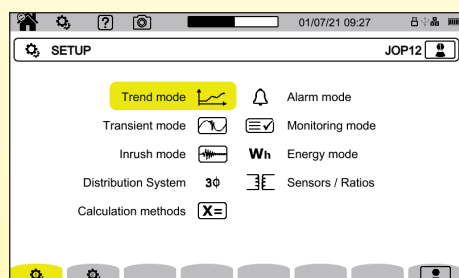 ?
01/07/21 09:27
SETUP
JOP12
Trend mode
Alarm mode
Transient mode
Monitoring mode
Inrush mode
Wh
Energy mode
Distribution System
3ϕ
Sensors / Ratios
Calculation methods
X=